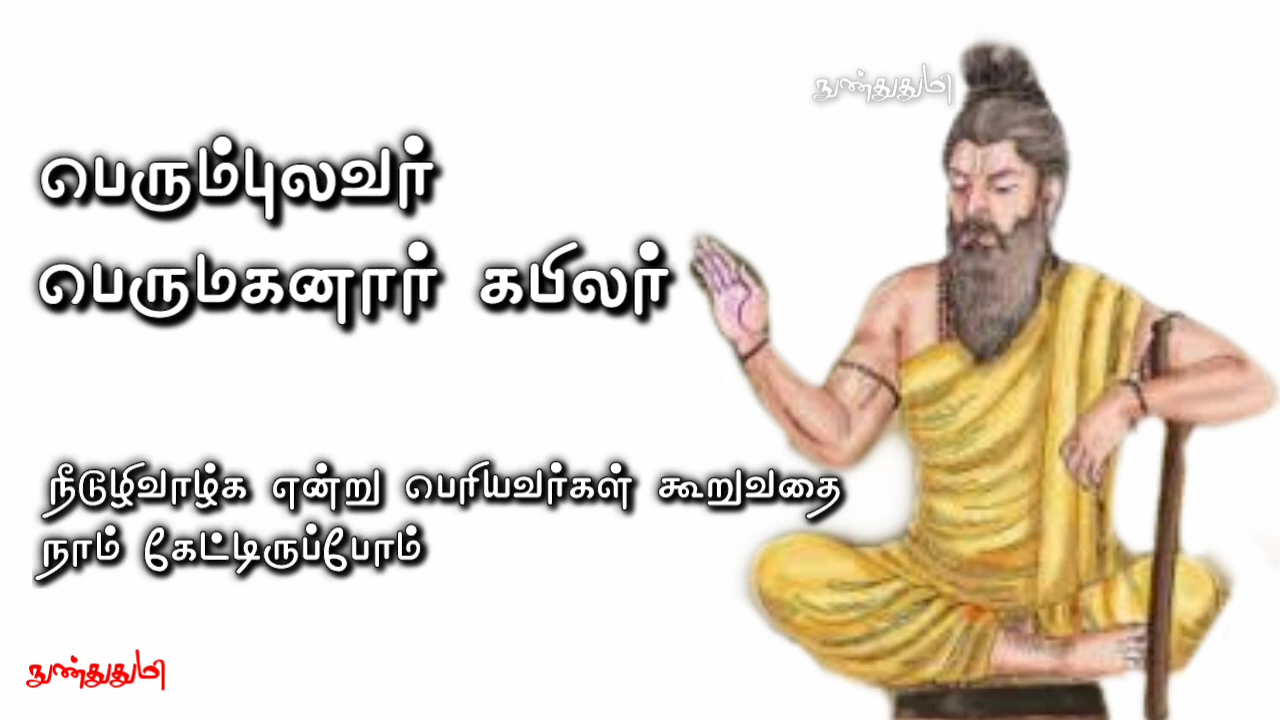 நுண்துதுமி
பெரும்புலவர்
பெருமகனார் கபிலர்
நீடுழிவாழ்க என்று பெரியவர்கள் கூறுவதை
நாம் கேட்டிருப்போம்
நுண்துதுமி